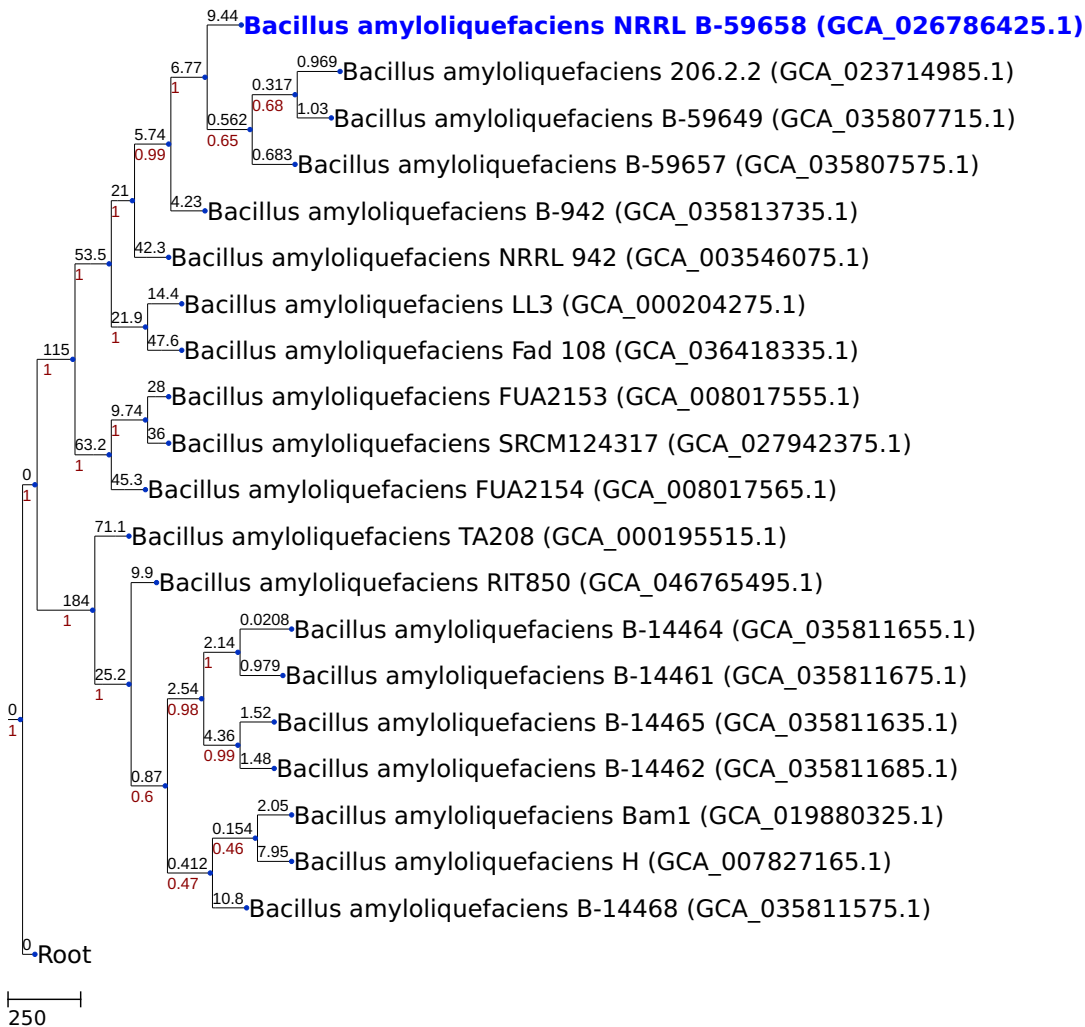 9.44
Bacillus amyloliquefaciens NRRL B-59658 (GCA_026786425.1)
6.77
1
0.969
Bacillus amyloliquefaciens 206.2.2 (GCA_023714985.1)
0.317
0.68
1.03
Bacillus amyloliquefaciens B-59649 (GCA_035807715.1)
0.562
0.65
0.683
Bacillus amyloliquefaciens B-59657 (GCA_035807575.1)
5.74
0.99
4.23
Bacillus amyloliquefaciens B-942 (GCA_035813735.1)
21
1
42.3
Bacillus amyloliquefaciens NRRL 942 (GCA_003546075.1)
53.5
1
14.4
Bacillus amyloliquefaciens LL3 (GCA_000204275.1)
21.9
1
47.6
Bacillus amyloliquefaciens Fad 108 (GCA_036418335.1)
115
1
28
Bacillus amyloliquefaciens FUA2153 (GCA_008017555.1)
9.74
1
36
Bacillus amyloliquefaciens SRCM124317 (GCA_027942375.1)
63.2
1
45.3
Bacillus amyloliquefaciens FUA2154 (GCA_008017565.1)
0
1
71.1
Bacillus amyloliquefaciens TA208 (GCA_000195515.1)
9.9
Bacillus amyloliquefaciens RIT850 (GCA_046765495.1)
184
1
0.0208
Bacillus amyloliquefaciens B-14464 (GCA_035811655.1)
2.14
1
0.979
Bacillus amyloliquefaciens B-14461 (GCA_035811675.1)
25.2
1
2.54
0.98
1.52
Bacillus amyloliquefaciens B-14465 (GCA_035811635.1)
4.36
0.99
1.48
Bacillus amyloliquefaciens B-14462 (GCA_035811685.1)
0
1
0.87
0.6
2.05
Bacillus amyloliquefaciens Bam1 (GCA_019880325.1)
0.154
0.46
7.95
Bacillus amyloliquefaciens H (GCA_007827165.1)
0.412
0.47
10.8
Bacillus amyloliquefaciens B-14468 (GCA_035811575.1)
0
Root
250